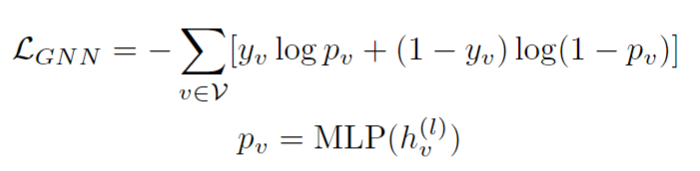 $\mathcal{L}_{GNN} = -\sum_{v \in \mathcal{V}} [y_v \log p_v + (1 - y_v) \log(1 - p_v)]$
$p_v = \mathrm{MLP}(h_v^{(l)})$